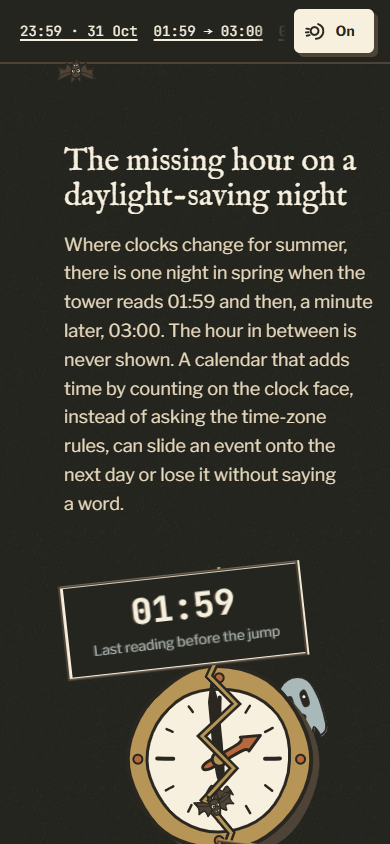 23:59 · 31 Oct 01:59 → 03:00
On
The missing hour on a
daylight-saving night
Where clocks change for summer,
there is one night in spring when the
tower reads 01:59 and then, a minute
later, 03:00. The hour in between is
never shown. A calendar that adds
time by counting on the clock face,
instead of asking the time-zone
rules, can slide an event onto the
next day or lose it without saying
a word.
01:59
Last reading before the jump